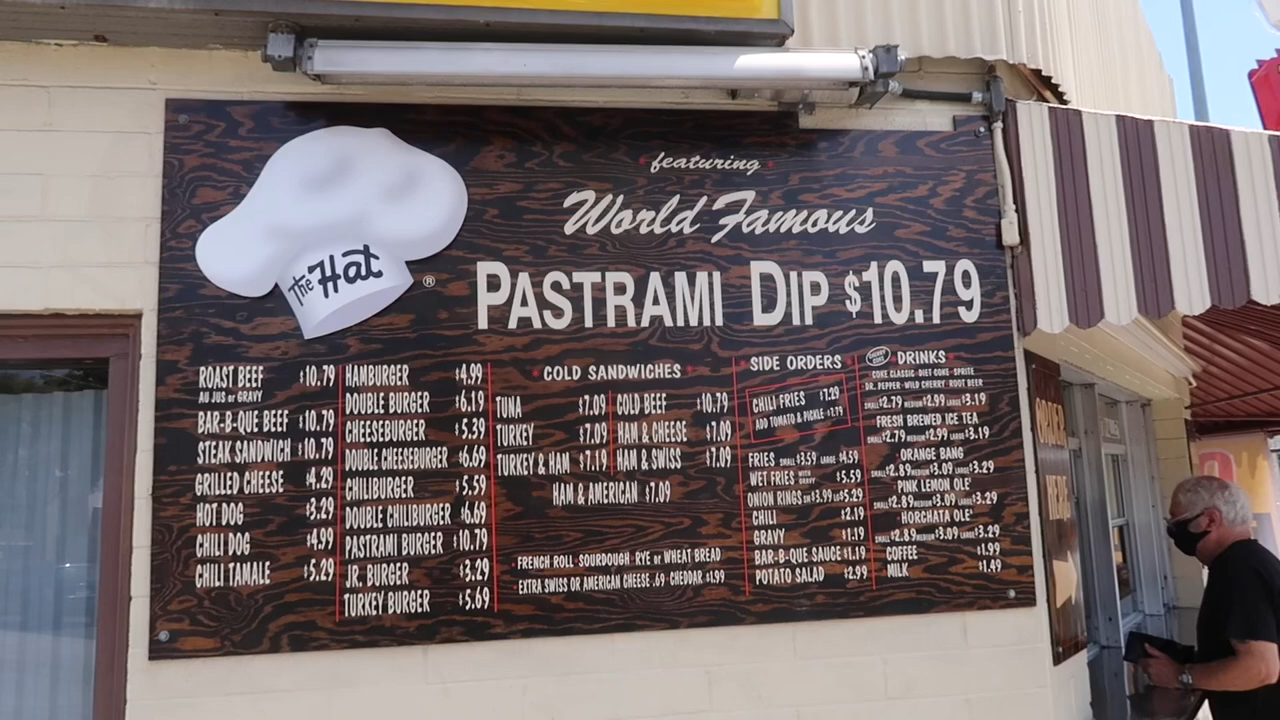 featuring
World Famous
The Hat ®
PASTRAMI DIP $10.79
ROAST BEEF $10.79
AU JUS or GRAVY
BAR-B-QUE BEEF $10.79
STEAK SANDWICH $10.79
GRILLED CHEESE $4.29
HOT DOG $3.29
CHILI DOG $4.99
CHILI TAMALE $5.29
HAMBURGER $4.99
DOUBLE BURGER $6.19
CHEESEBURGER $5.39
DOUBLE CHEESEBURGER $6.69
CHILIBURGER $5.59
DOUBLE CHILIBURGER $6.69
PASTRAMI BURGER $10.79
JR. BURGER $3.29
TURKEY BURGER $5.69
COLD SANDWICHES
TUNA $7.09
TURKEY $7.09
TURKEY & HAM $7.19
COLD BEEF $10.79
HAM & CHEESE $7.09
HAM & SWISS $7.09
HAM & AMERICAN $7.09
FRENCH ROLL · SOURDOUGH · RYE or WHEAT BREAD
EXTRA SWISS OR AMERICAN CHEESE .69 CHEDDAR $1.99
SIDE ORDERS
CHILI FRIES $7.29
ADD TOMATO & PICKLE
FRIES SMALL $3.59 LARGE $4.59
WET FRIES WITH GRAVY $5.59
ONION RINGS SM $3.99 LG $5.29
CHILI $2.19
GRAVY $1.19
BAR-B-QUE SAUCE $1.19
POTATO SALAD $2.99
CHERRY COKE
DRINKS
COKE CLASSIC · DIET COKE · SPRITE
DR. PEPPER · WILD CHERRY · ROOT BEER
SMALL $2.79 MEDIUM $2.99 LARGE $3.19
FRESH BREWED ICE TEA
SMALL $2.79 MEDIUM $2.99 LARGE $3.19
ORANGE BANG
SMALL $2.89 MEDIUM $3.09 LARGE $3.29
PINK LEMON OLE'
SMALL $2.89 MEDIUM $3.09 LARGE $3.29
HORCHATA OLE'
SMALL $2.89 MEDIUM $3.09 LARGE $3.29
COFFEE $1.99
MILK $1.49
ORDER
HERE